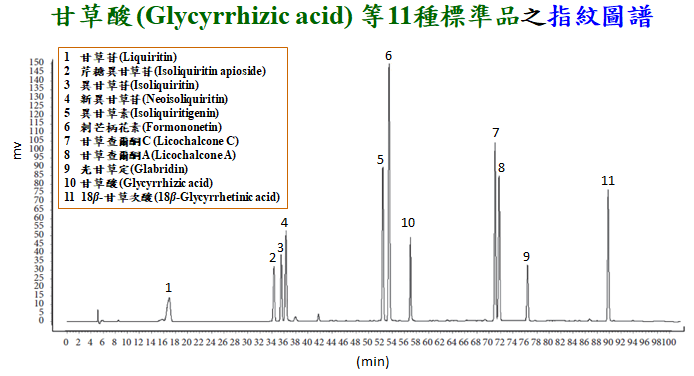 甘草酸 (Glycyrrhizic acid) 等11種標準品之指紋圖譜
1 甘草苷(Liquiritin)
2 芹糖異甘草苷(Isoliquiritin apioside)
3 異甘草苷(Isoliquiritin)
4 新異甘草苷(Neoisoliquiritin)
5 異甘草素(Isoliquiritigenin)
6 刺芒柄花素(Formononetin)
7 甘草查爾酮C (Licochalcone C)
8 甘草查爾酮A (Licochalcone A)
9 光甘草定(Glabridin)
10 甘草酸(Glycyrrhizic acid)
11 18β-甘草次酸(18β-Glycyrrhetinic acid)
mv
150
145
140
135
130
125
120
115
110
105
100
95
90
85
80
75
70
65
60
55
50
45
40
35
30
25
20
15
10
5
0
1
2
3
4
5
6
10
7
8
9
11
0 2 4 6 8 10 12 14 16 18 20 22 24 26 28 30 32 34 36 38 40 42 44 46 48 50 52 54 56 58 60 62 64 66 68 70 72 74 76 78 80 82 84 86 88 90 92 94 96 98 100
(min)